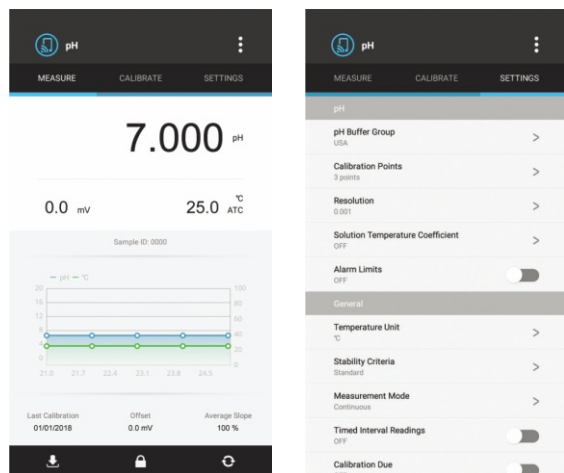 pH
MEASURE CALIBRATE SETTINGS
7.000 pH
0.0 mV 25.0 °C ATC
Sample ID: 0000
pH °C
20 100
16 80
12 60
8 40
4 20
0 0
21.0 21.7 22.4 23.1 23.8 24.5
Last Calibration Offset Average Slope
01/01/2018 0.0 mV 100 %
pH
MEASURE CALIBRATE SETTINGS
pH
pH Buffer Group
USA
Calibration Points
3 points
Resolution
0.001
Solution Temperature Coefficient
OFF
Alarm Limits
OFF
General
Temperature Unit
°C
Stability Criteria
Standard
Measurement Mode
Continuous
Timed Interval Readings
OFF
Calibration Due